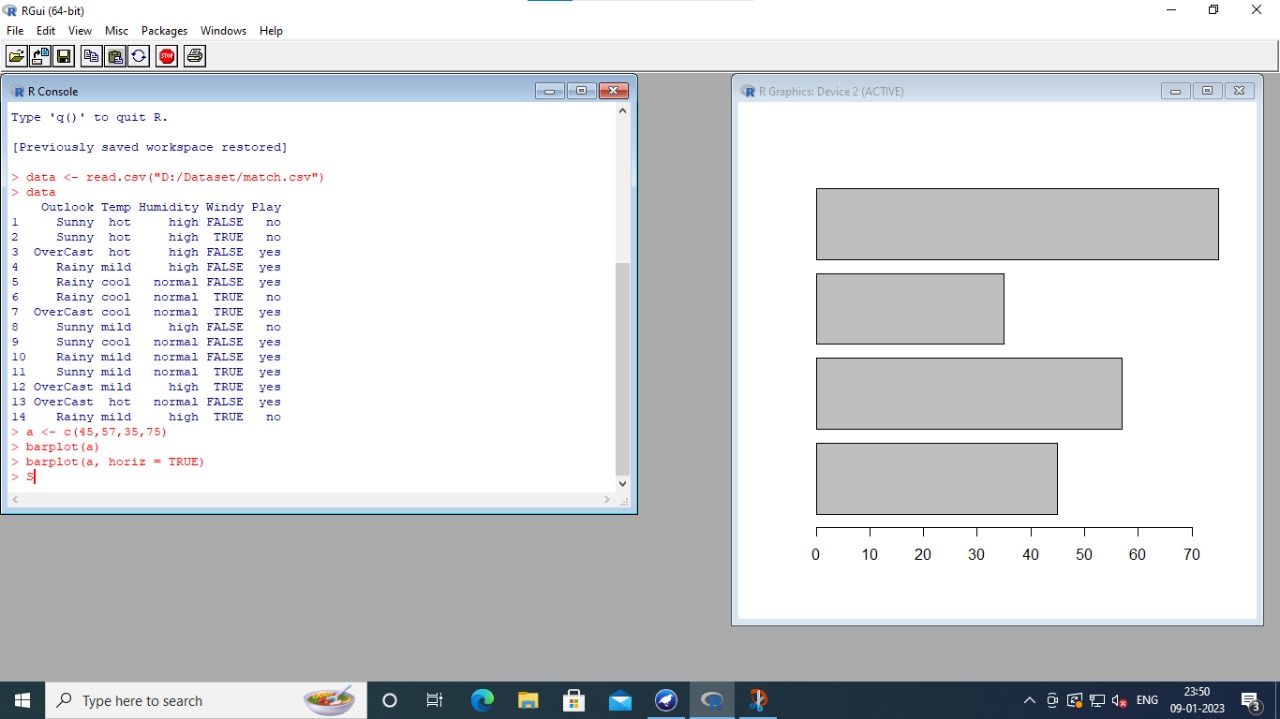 RGui (64-bit)
File Edit View Misc Packages Windows Help
STOP
R Console
Type 'q()' to quit R.
[Previously saved workspace restored]
> data <- read.csv("D:/Dataset/match.csv")
> data
Outlook Temp Humidity Windy Play
1 Sunny hot high FALSE no
2 Sunny hot high TRUE no
3 OverCast hot high FALSE yes
4 Rainy mild high FALSE yes
5 Rainy cool normal FALSE yes
6 Rainy cool normal TRUE no
7 OverCast cool normal TRUE yes
8 Sunny mild high FALSE no
9 Sunny cool normal FALSE yes
10 Rainy mild normal FALSE yes
11 Sunny mild normal TRUE yes
12 OverCast mild high TRUE yes
13 OverCast hot normal FALSE yes
14 Rainy mild high TRUE no
> a <- c(45,57,35,75)
> barplot(a)
> barplot(a, horiz = TRUE)
> S
R Graphics: Device 2 (ACTIVE)
0 10 20 30 40 50 60 70
Type here to search
ENG
23:50
09-01-2023
3